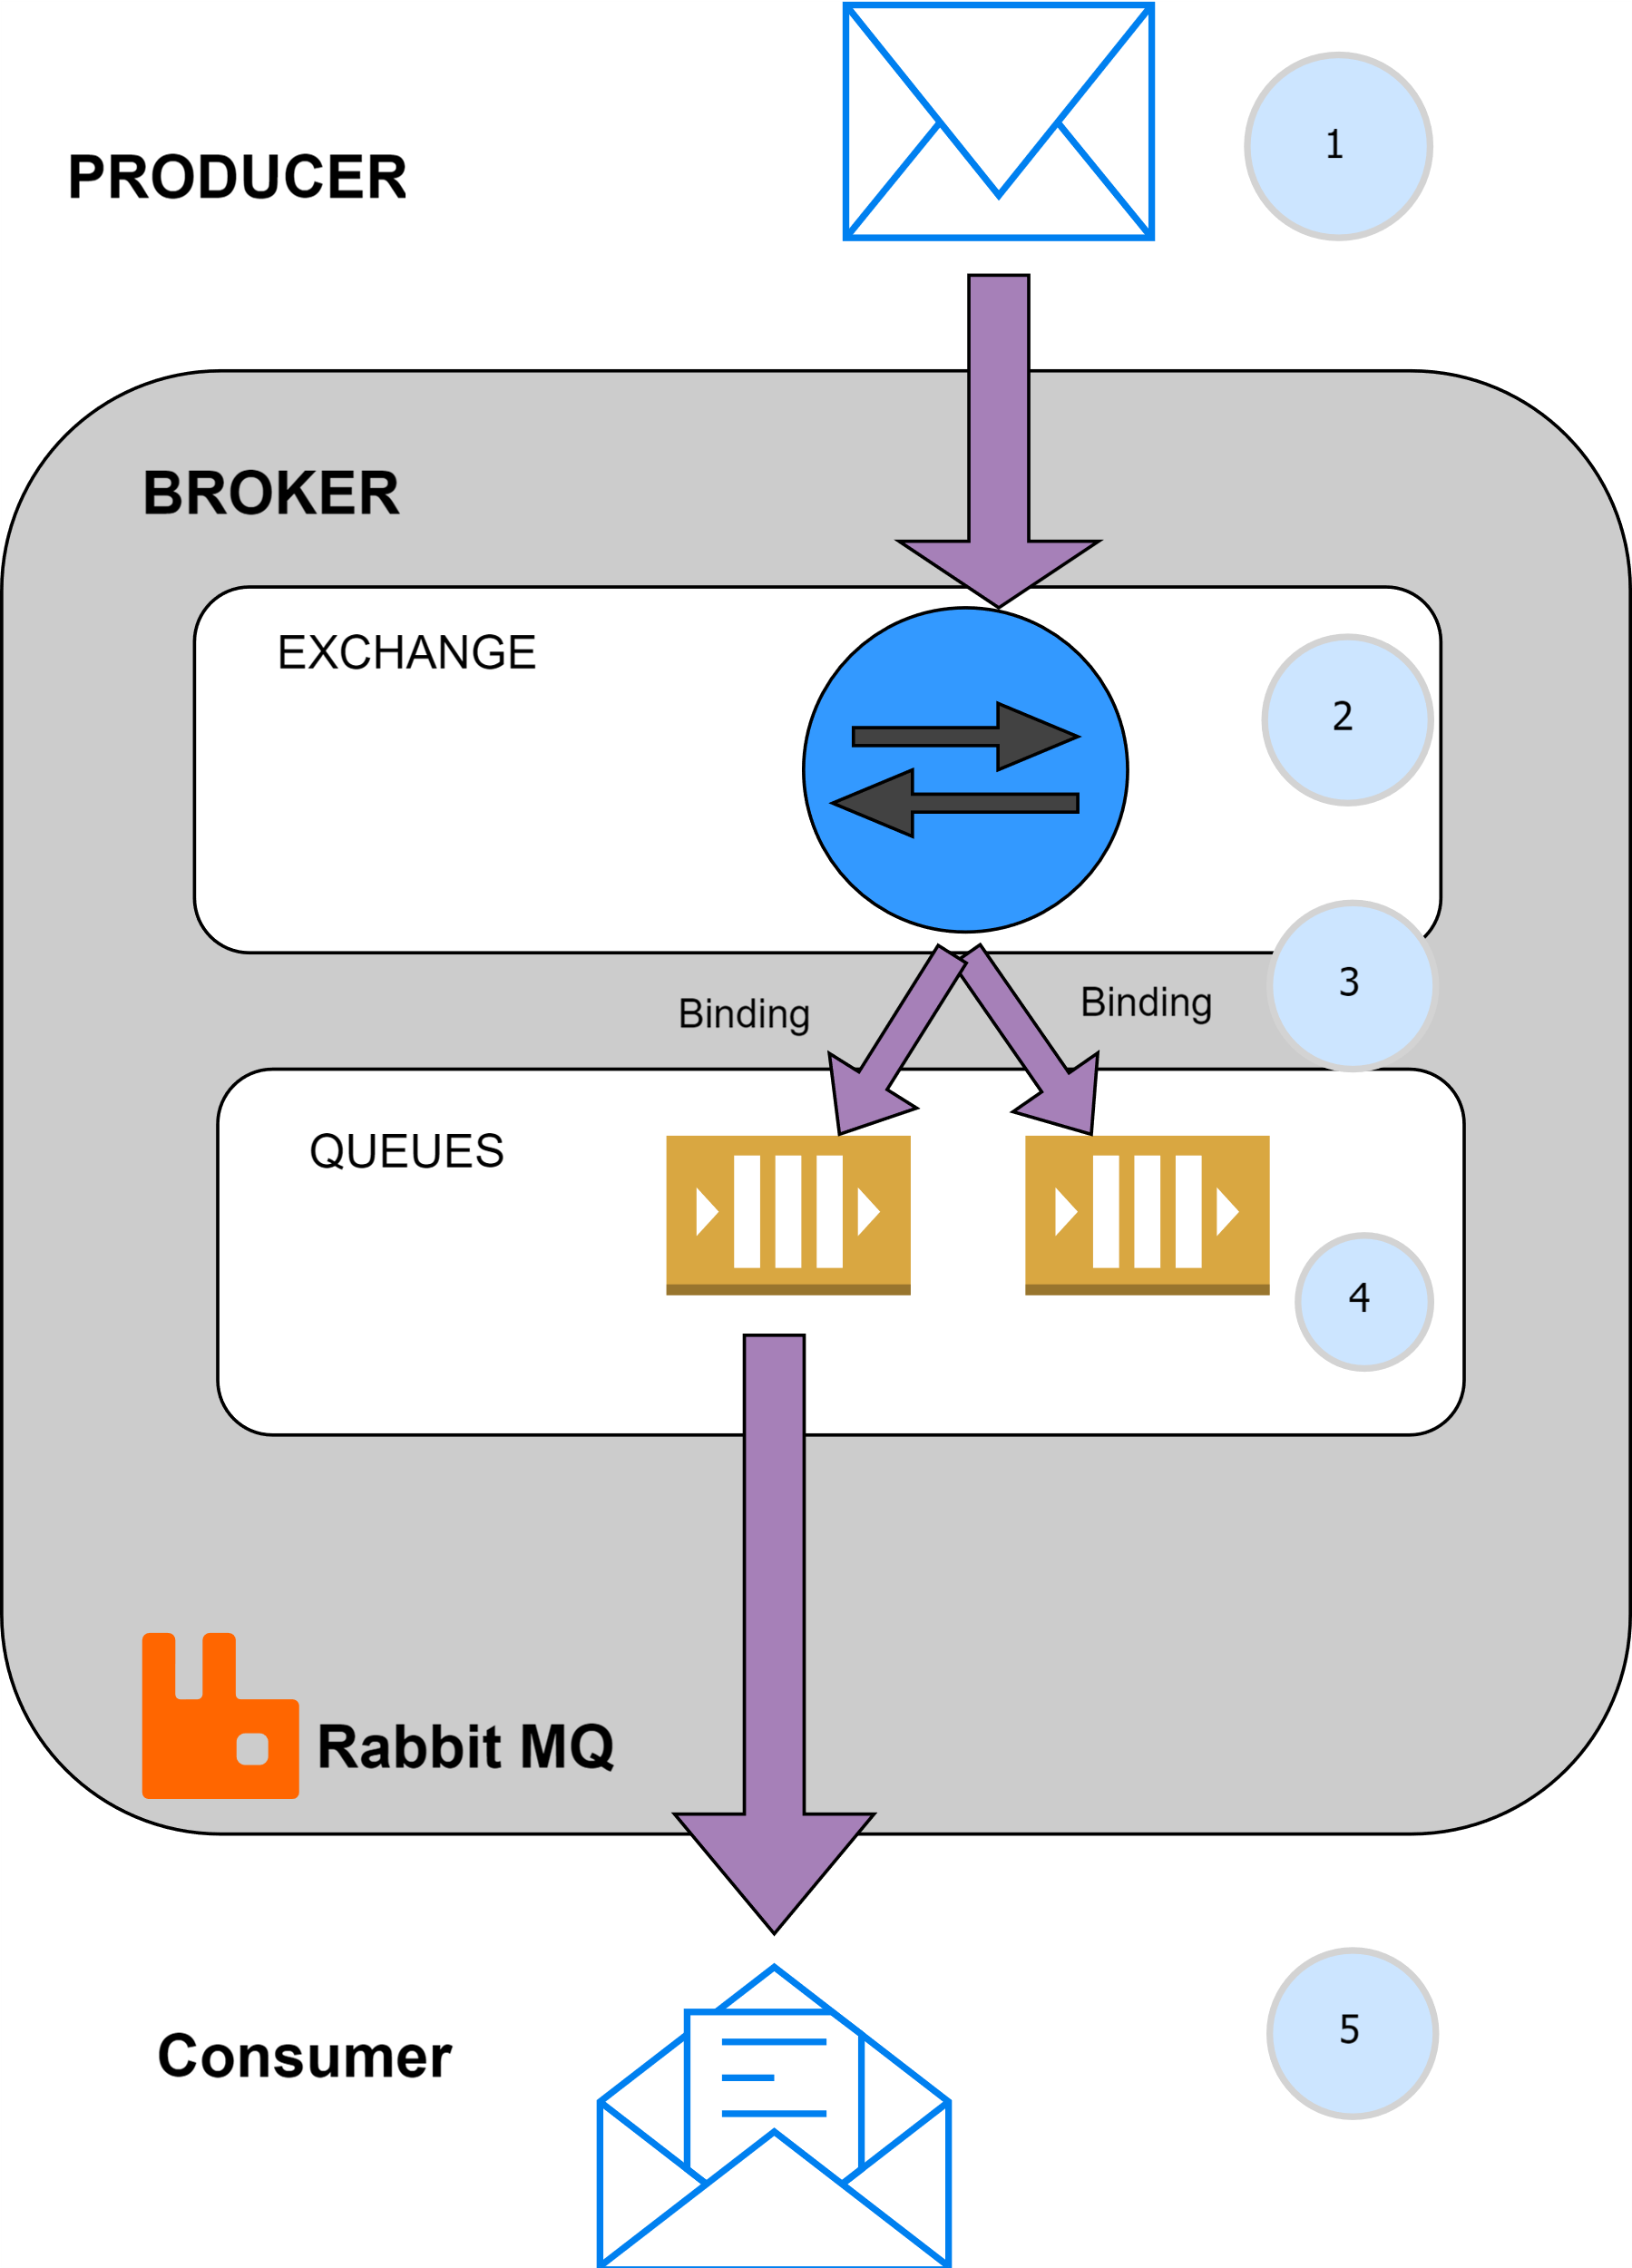 1
PRODUCER
BROKER
EXCHANGE
2
3
Binding
Binding
QUEUES
4
Rabbit MQ
5
Consumer